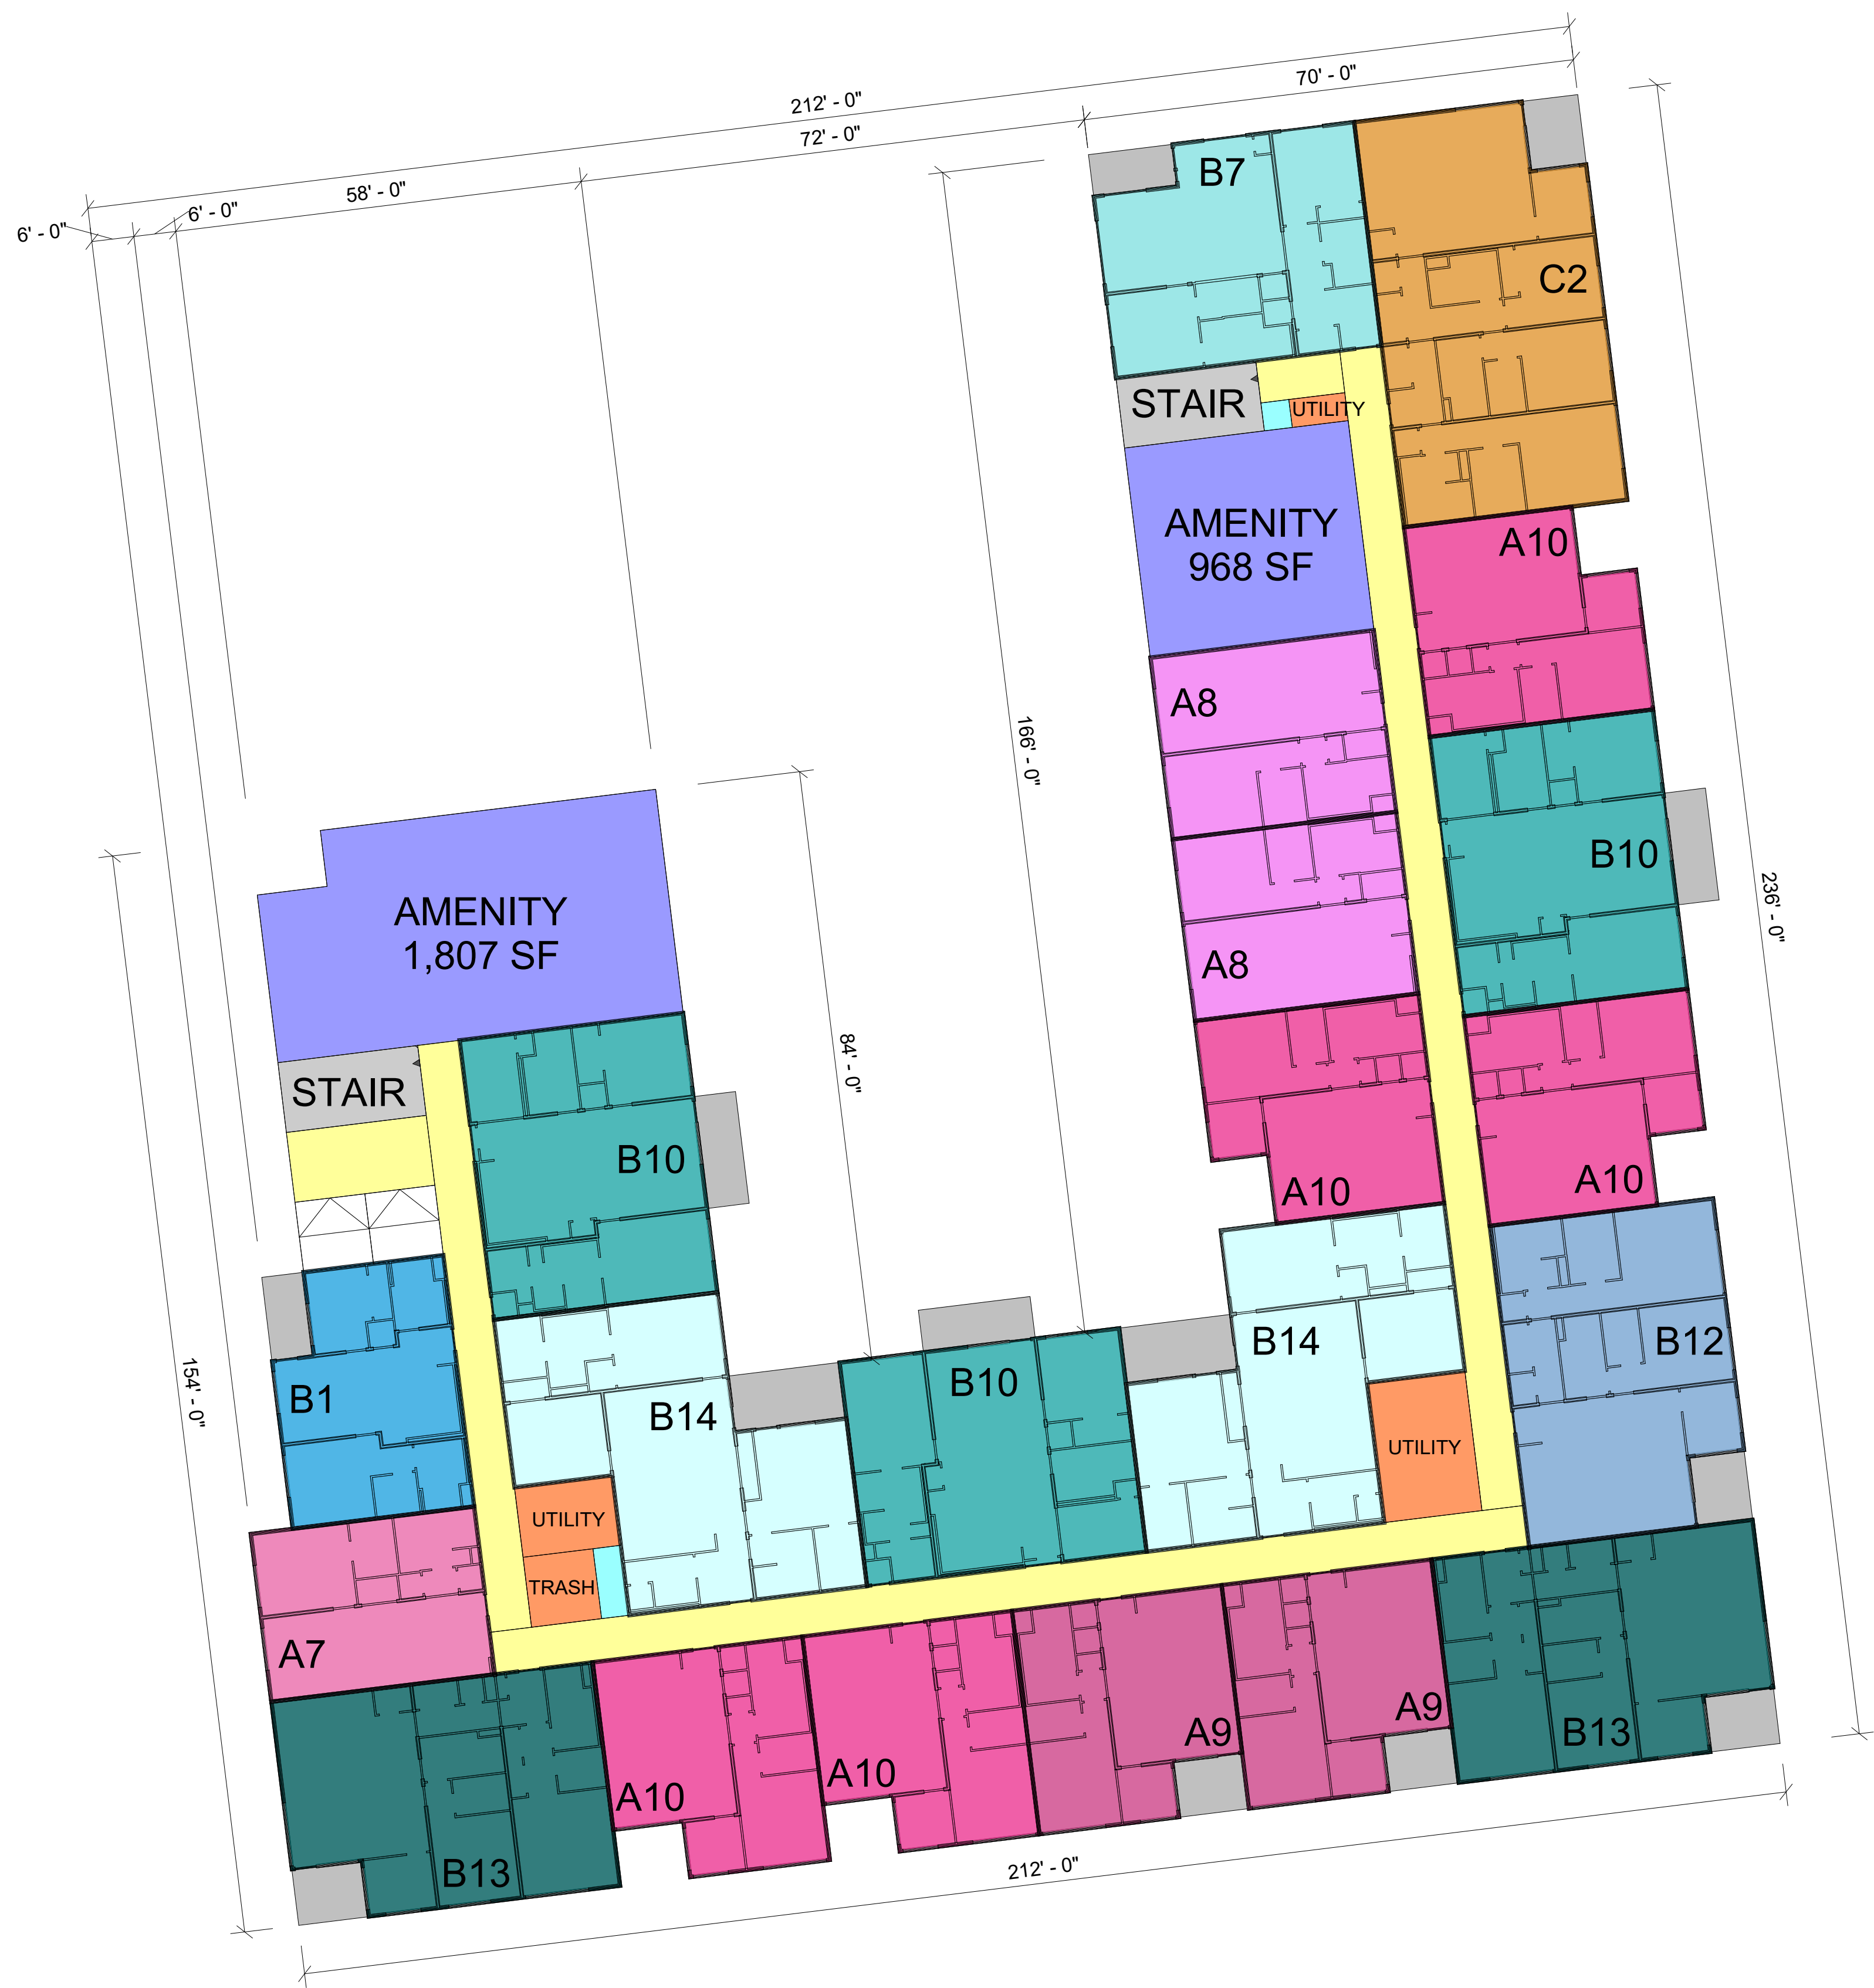 212' - 0"
70' - 0"
72' - 0"
58' - 0"
6' - 0"
6' - 0"
B7
C2
STAIR
UTILITY
AMENITY
968 SF
A10
A8
166' - 0"
B10
236' - 0"
AMENITY
1,807 SF
A8
84' - 0"
STAIR
B10
A10
A10
B14
B12
154' - 0"
B1
B14
B10
UTILITY
UTILITY
TRASH
A7
A9
A9
B13
A10
A10
B13
212' - 0"